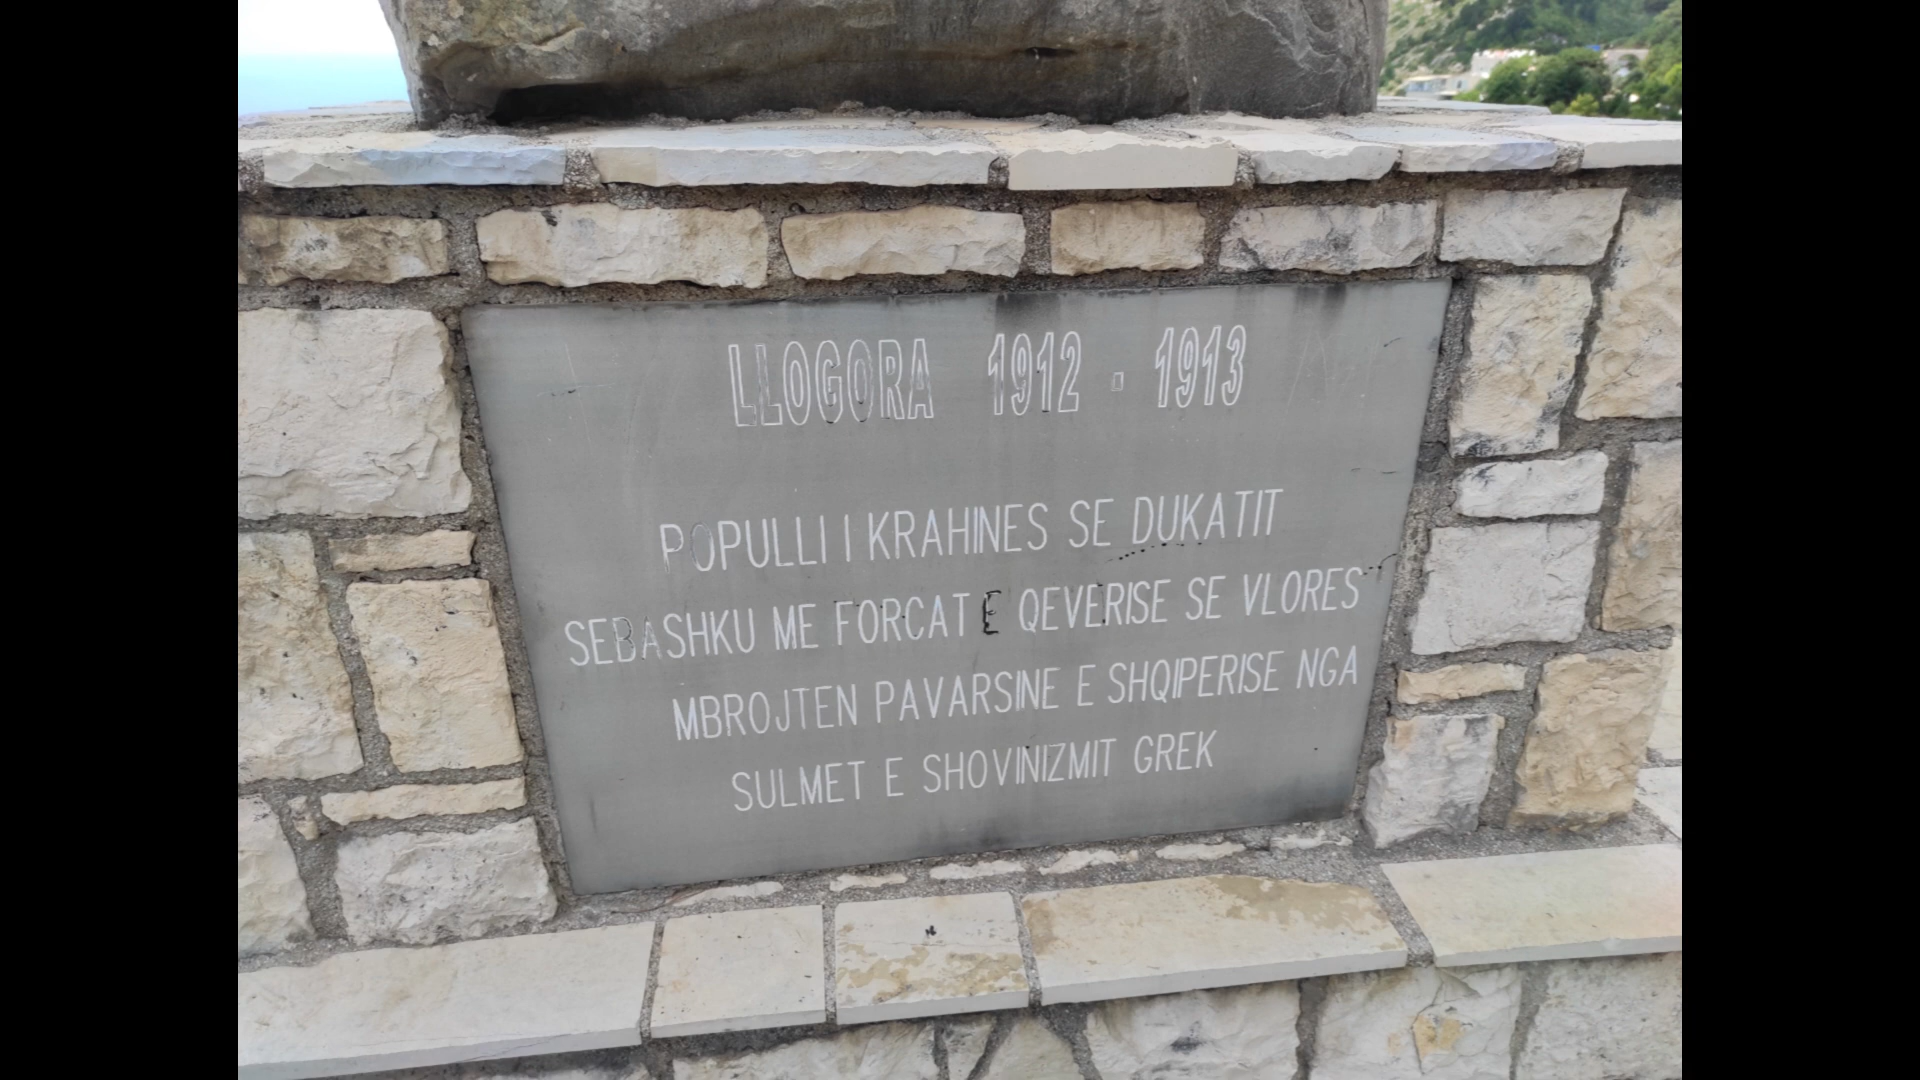 LLOGORA 1912 - 1913
POPULLI I KRAHINES SE DUKATIT
SEBASHKU ME FORCAT E QEVERISE SE VLORES
MBROJTEN PAVARSINE E SHQIPERISE NGA
SULMET E SHOVINIZMIT GREK